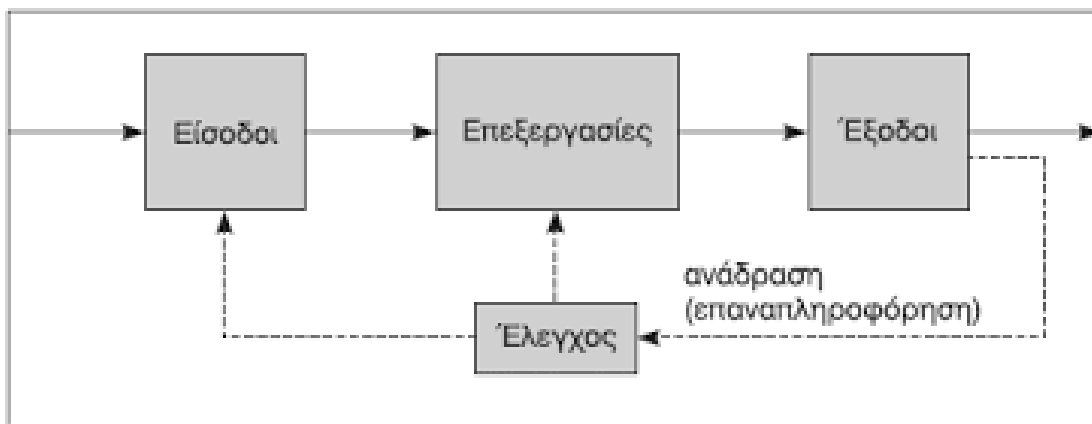 Είσοδοι
Επεξεργασίες
Έξοδοι
ανάδραση
(επαναπληροφόρηση)
Έλεγχος